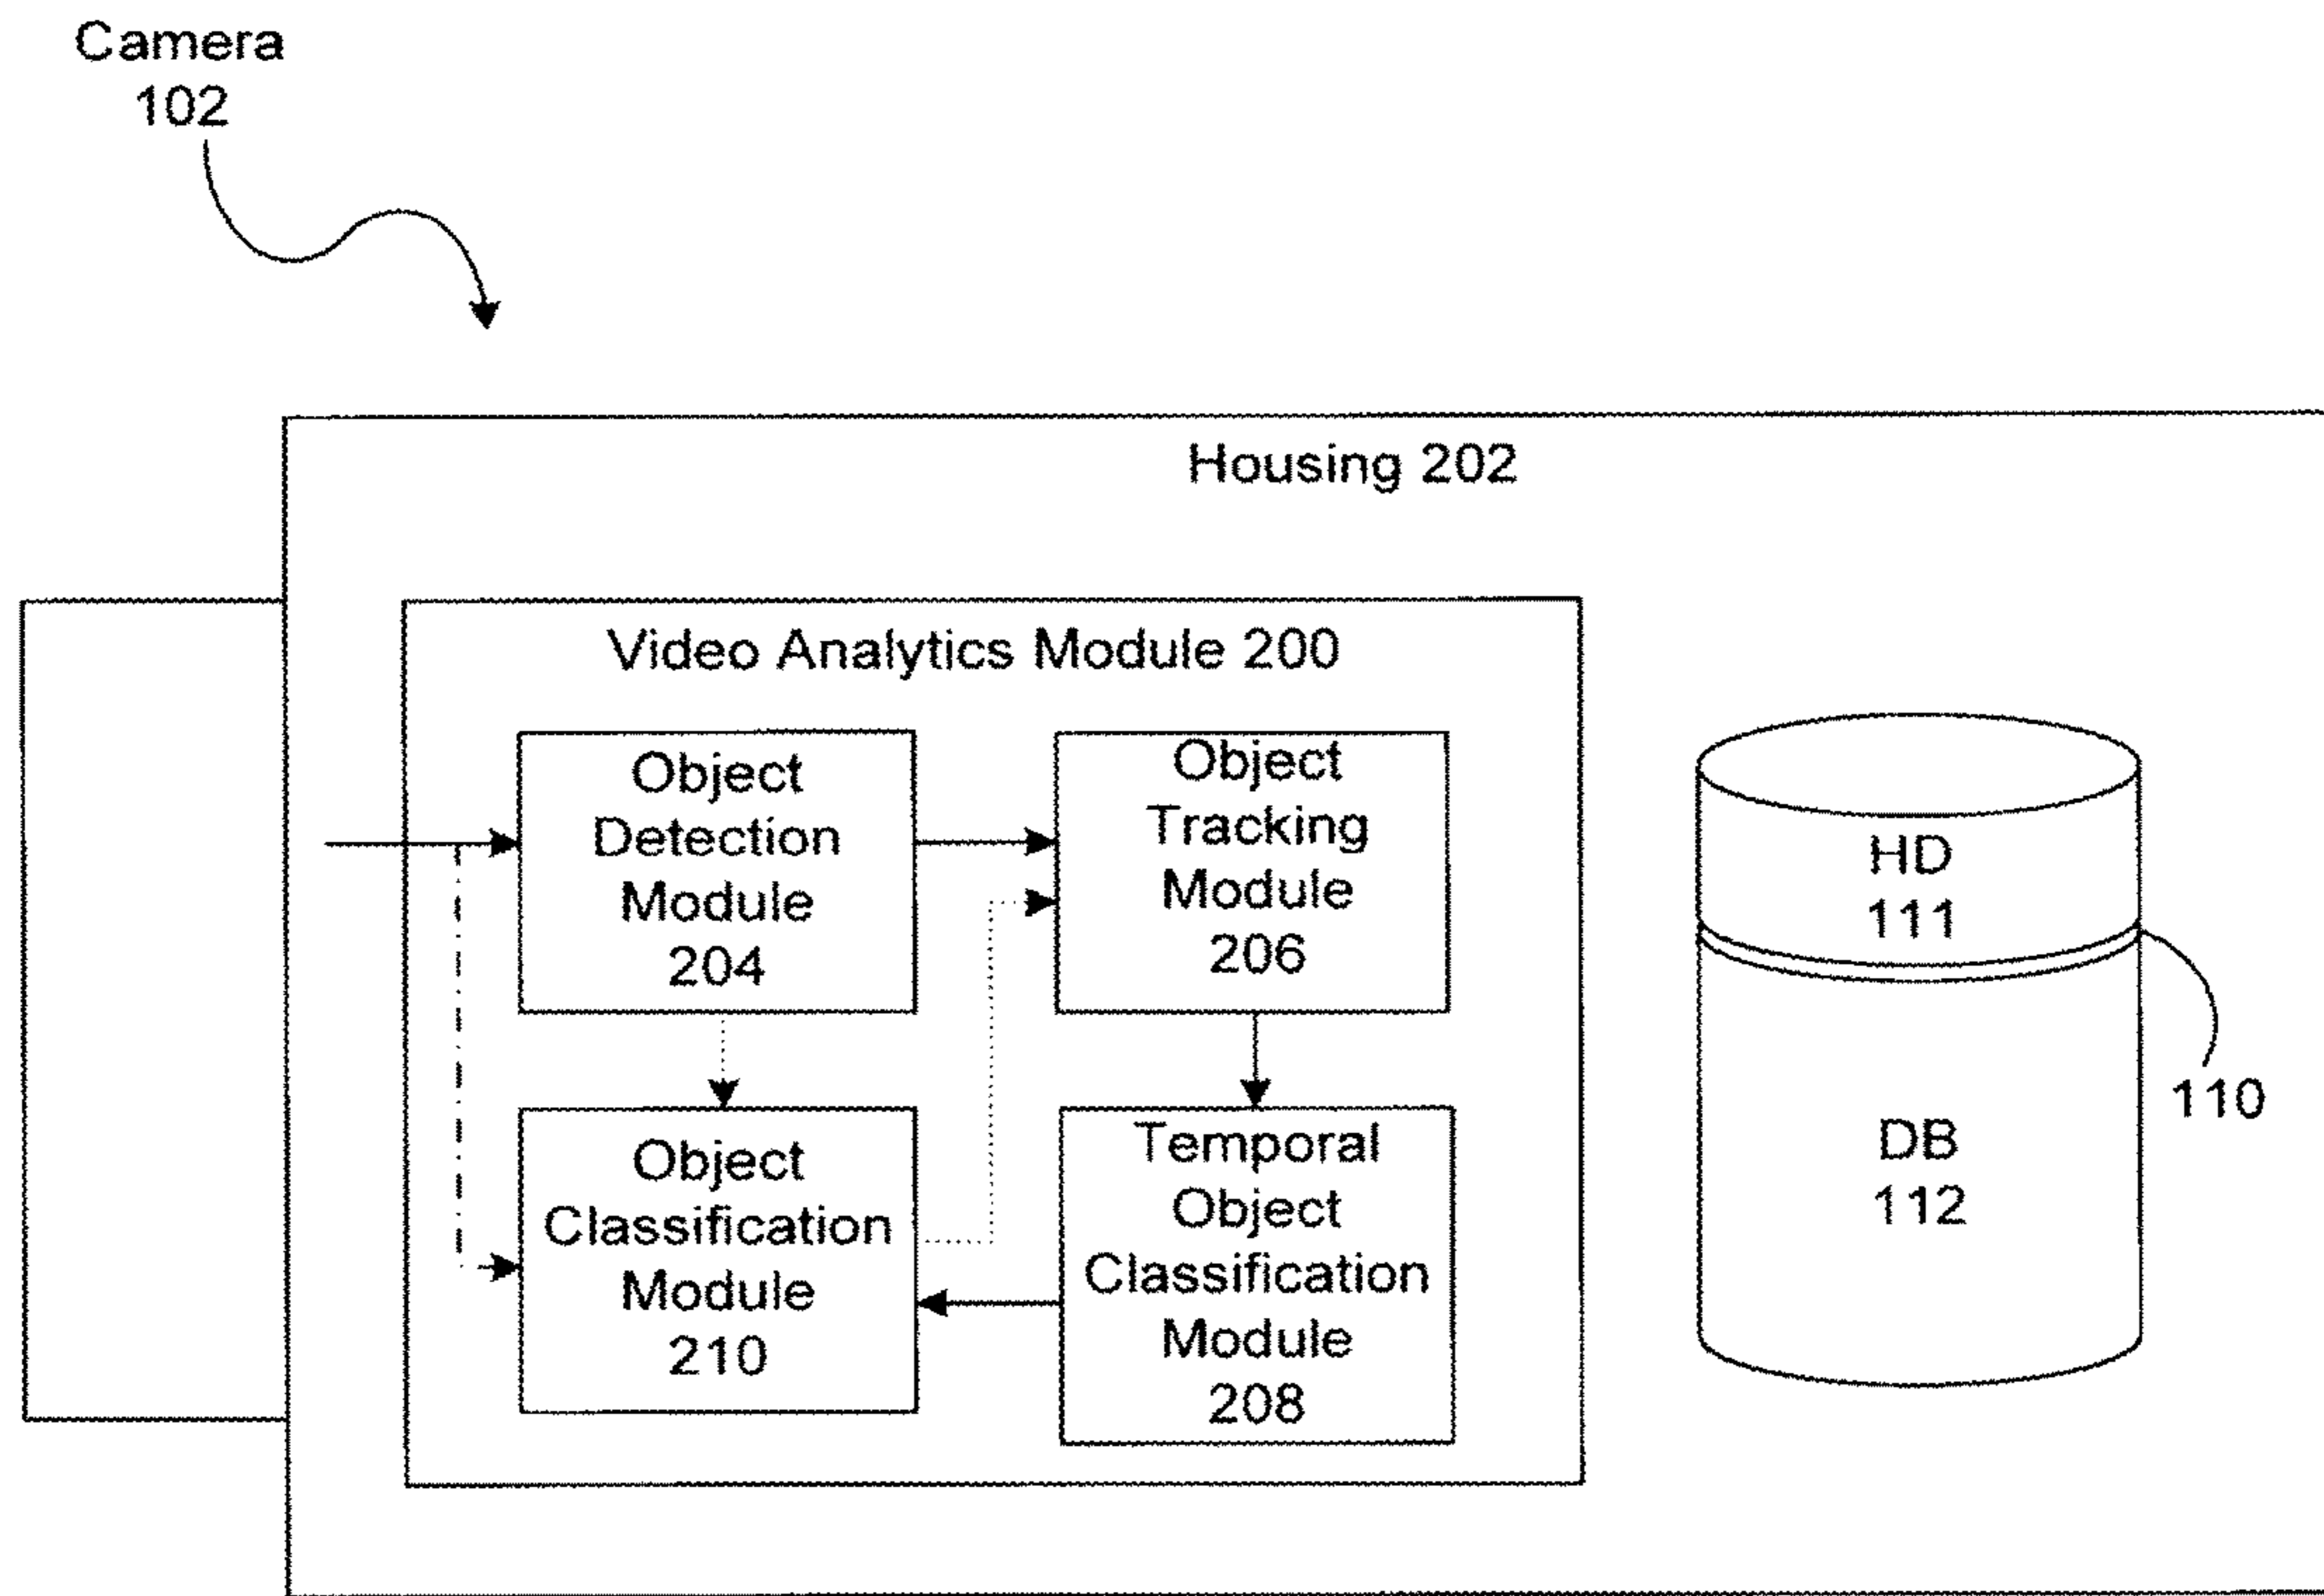 Camera
102
Housing 202
Video Analytics Module 200
Object
Detection
Module
204
Object
Tracking
Module
206
Object
Classification
Module
210
Temporal
Object
Classification
Module
208
HD
111
110
DB
112